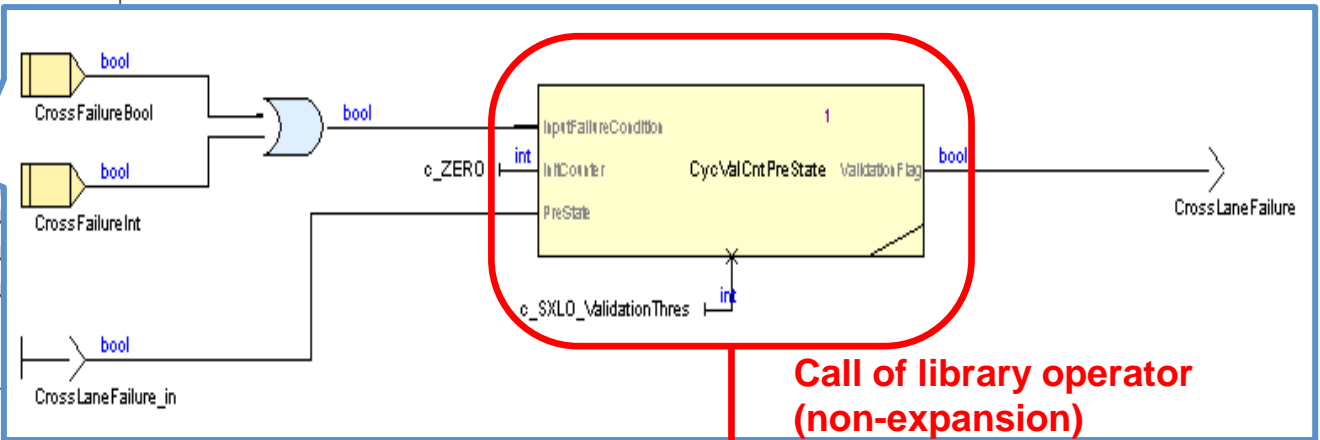 bool
CrossFailureBool
bool
CrossFailureInt
bool
CrossLaneFailure_in
bool
c_ZERO
int
InputFailureCondition
InitCounter
PreState
1
CycValCntPreState
ValidationFlag
bool
CrossLaneFailure
c_SXLO_ValidationThres
int
Call of library operator
(non-expansion)